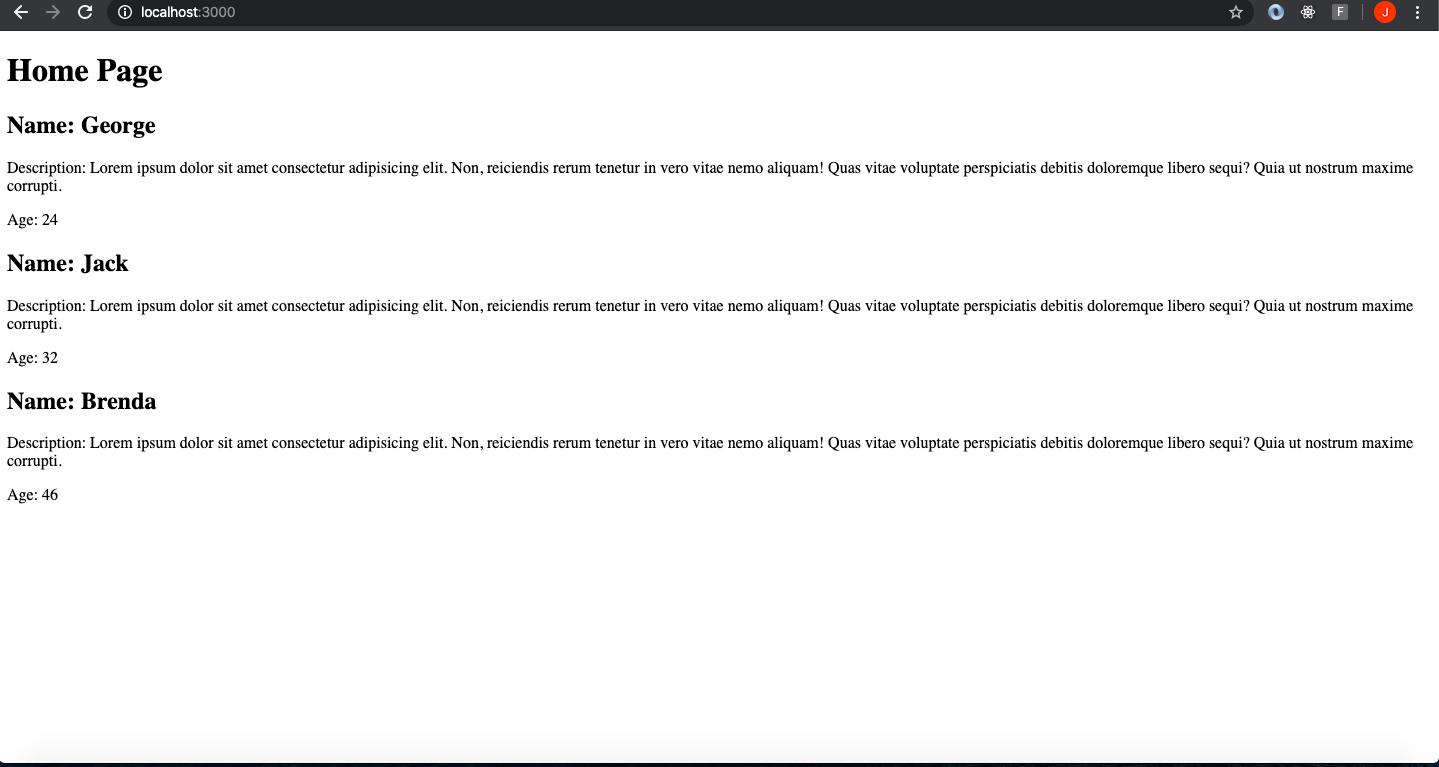 localhost:3000
F
J
Home Page
Name: George
Description: Lorem ipsum dolor sit amet consectetur adipisicing elit. Non, reiciendis rerum tenetur in vero vitae nemo aliquam! Quas vitae voluptate perspiciatis debitis doloremque libero sequi? Quia ut nostrum maxime
corrupti.
Age: 24
Name: Jack
Description: Lorem ipsum dolor sit amet consectetur adipisicing elit. Non, reiciendis rerum tenetur in vero vitae nemo aliquam! Quas vitae voluptate perspiciatis debitis doloremque libero sequi? Quia ut nostrum maxime
corrupti.
Age: 32
Name: Brenda
Description: Lorem ipsum dolor sit amet consectetur adipisicing elit. Non, reiciendis rerum tenetur in vero vitae nemo aliquam! Quas vitae voluptate perspiciatis debitis doloremque libero sequi? Quia ut nostrum maxime
corrupti.
Age: 46